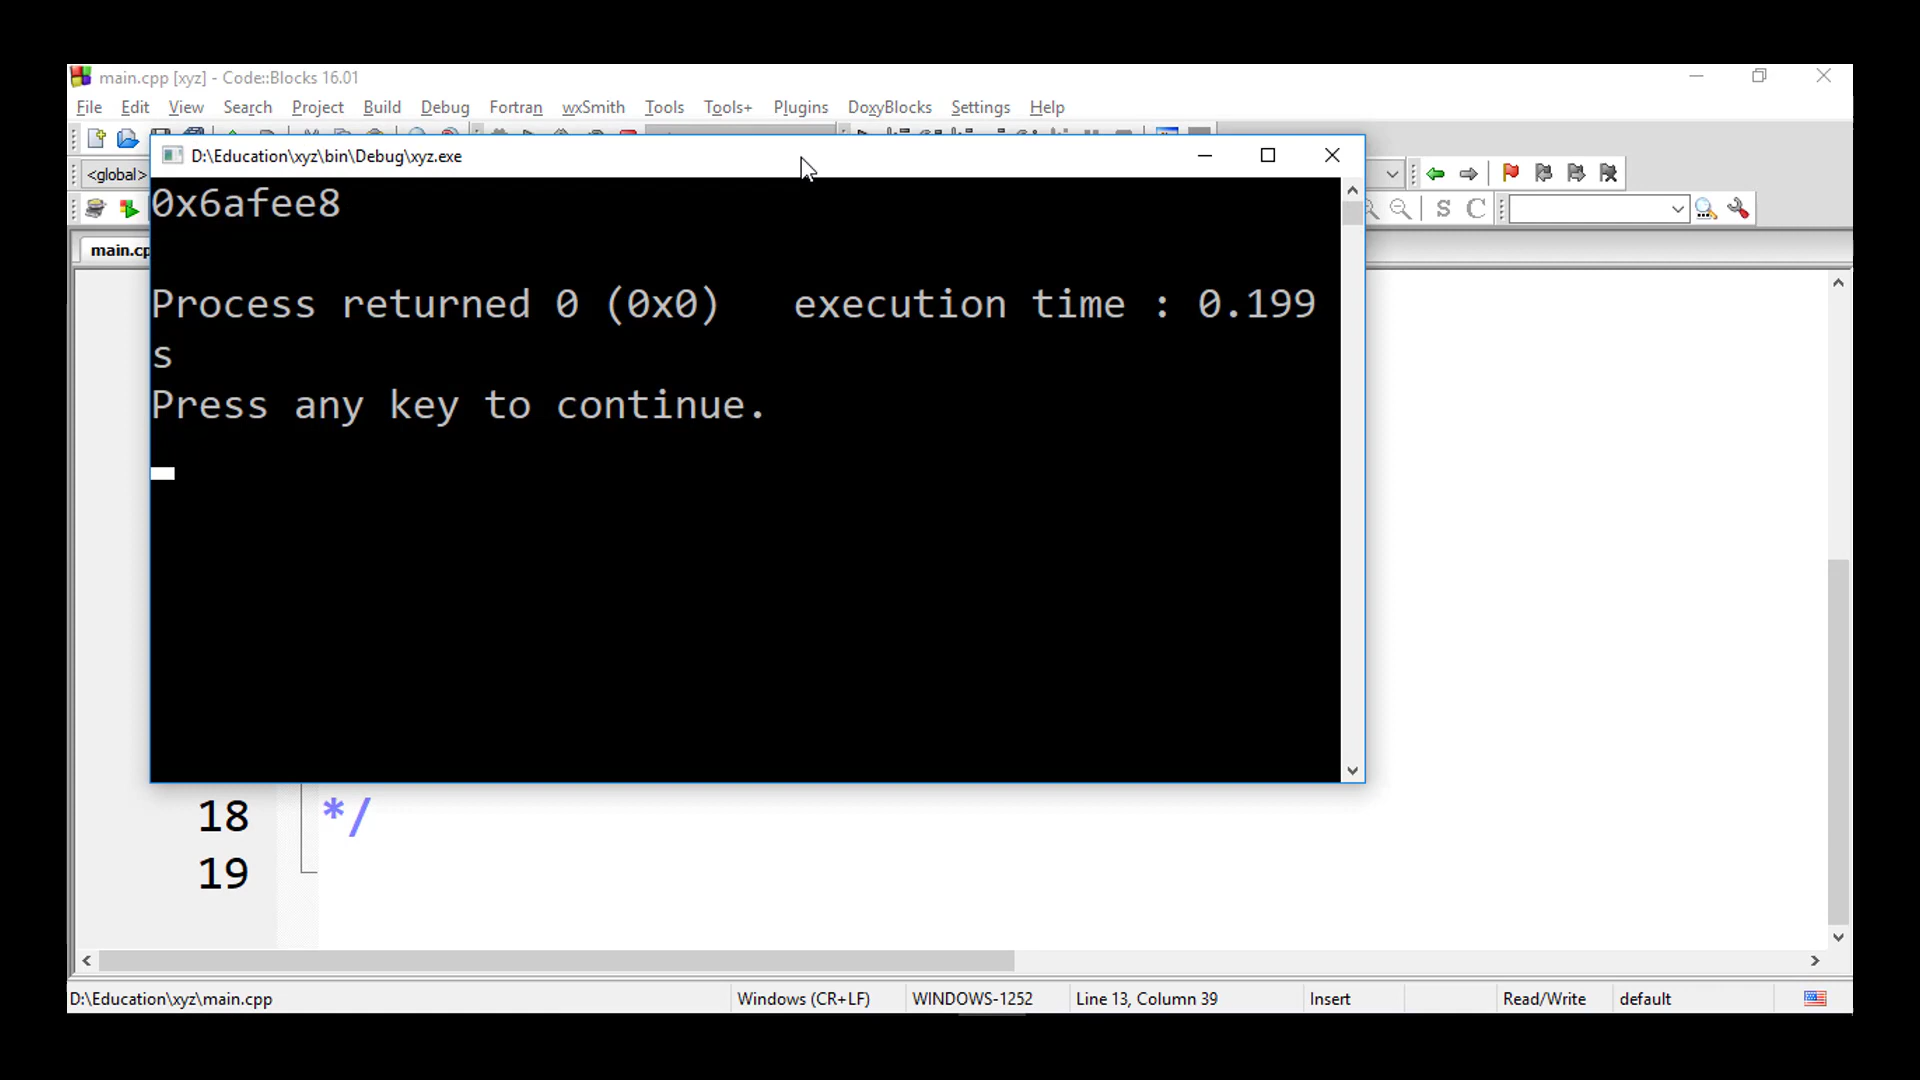 main.cpp [xyz] - Code::Blocks 16.01
File Edit View Search Project Build Debug Fortran wxSmith Tools Tools+ Plugins DoxyBlocks Settings Help
D:\Education\xyz\bin\Debug\xyz.exe
<global>
S C
main.cp
0x6afee8
Process returned 0 (0x0)   execution time : 0.199
s
Press any key to continue.
18 */
19
D:\Education\xyz\main.cpp Windows (CR+LF) WINDOWS-1252 Line 13, Column 39 Insert Read/Write default